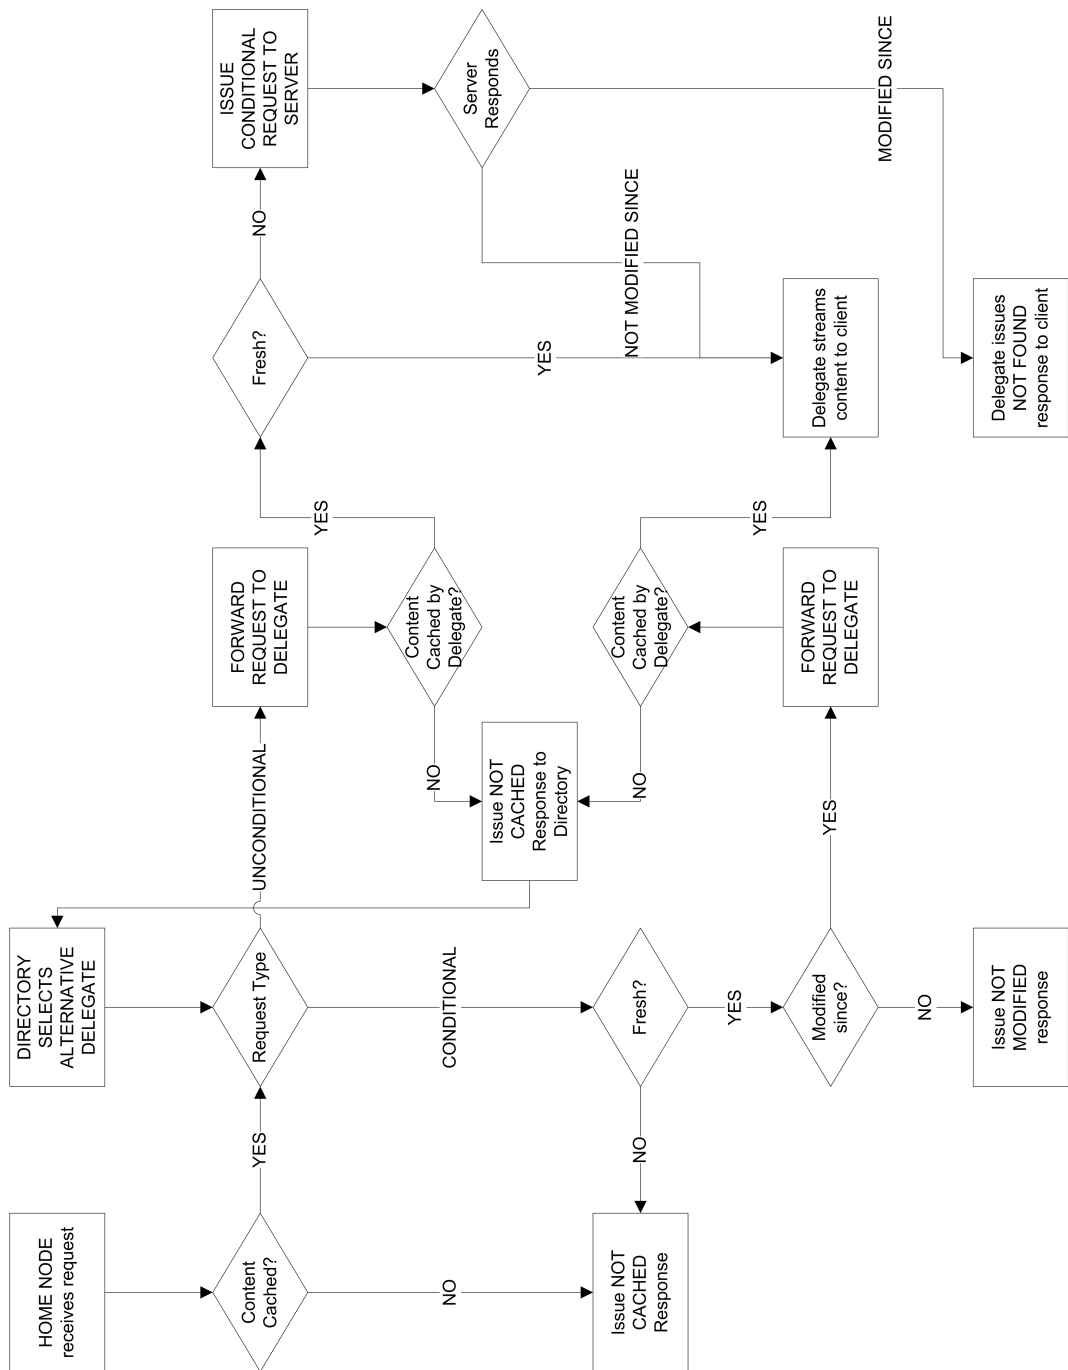 HOME NODE
receives request
Content
Cached?
YES
NO
Issue NOT
CACHED
Response
DIRECTORY
SELECTS
ALTERNATIVE
DELEGATE
Request Type
UNCONDITIONAL
CONDITIONAL
Fresh?
NO
YES
Modified
since?
YES
NO
Issue NOT
MODIFIED
response
FORWARD
REQUEST TO
DELEGATE
Content
Cached by
Delegate?
YES
NO
Issue NOT
CACHED
Response to
Directory
NO
Content
Cached by
Delegate?
YES
FORWARD
REQUEST TO
DELEGATE
Fresh?
NO
YES
ISSUE
CONDITIONAL
REQUEST TO
SERVER
Server
Responds
NOT MODIFIED SINCE
MODIFIED SINCE
Delegate streams
content to client
Delegate issues
NOT FOUND
response to client